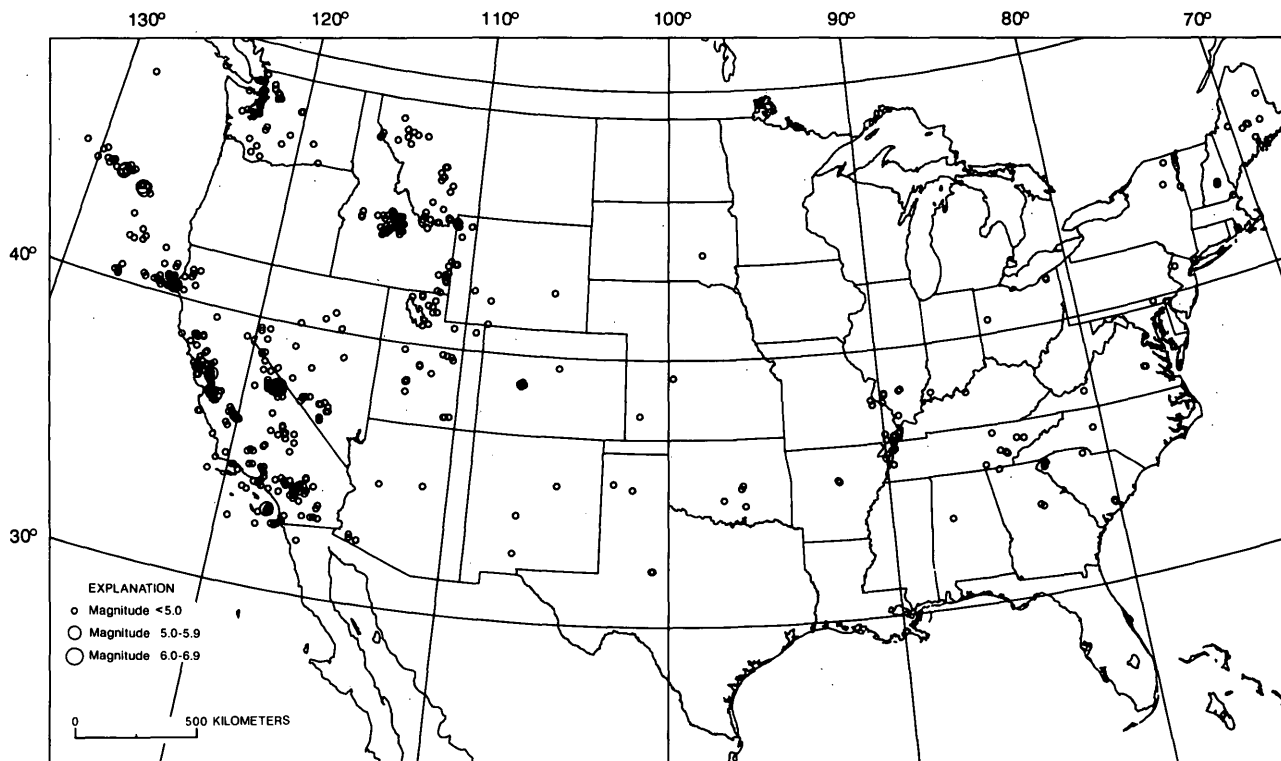 130° 120° 110° 100° 90° 80° 70°
40°
30°
EXPLANATION
Magnitude <5.0
Magnitude 5.0-5.9
Magnitude 6.0-6.9
0 500 KILOMETERS